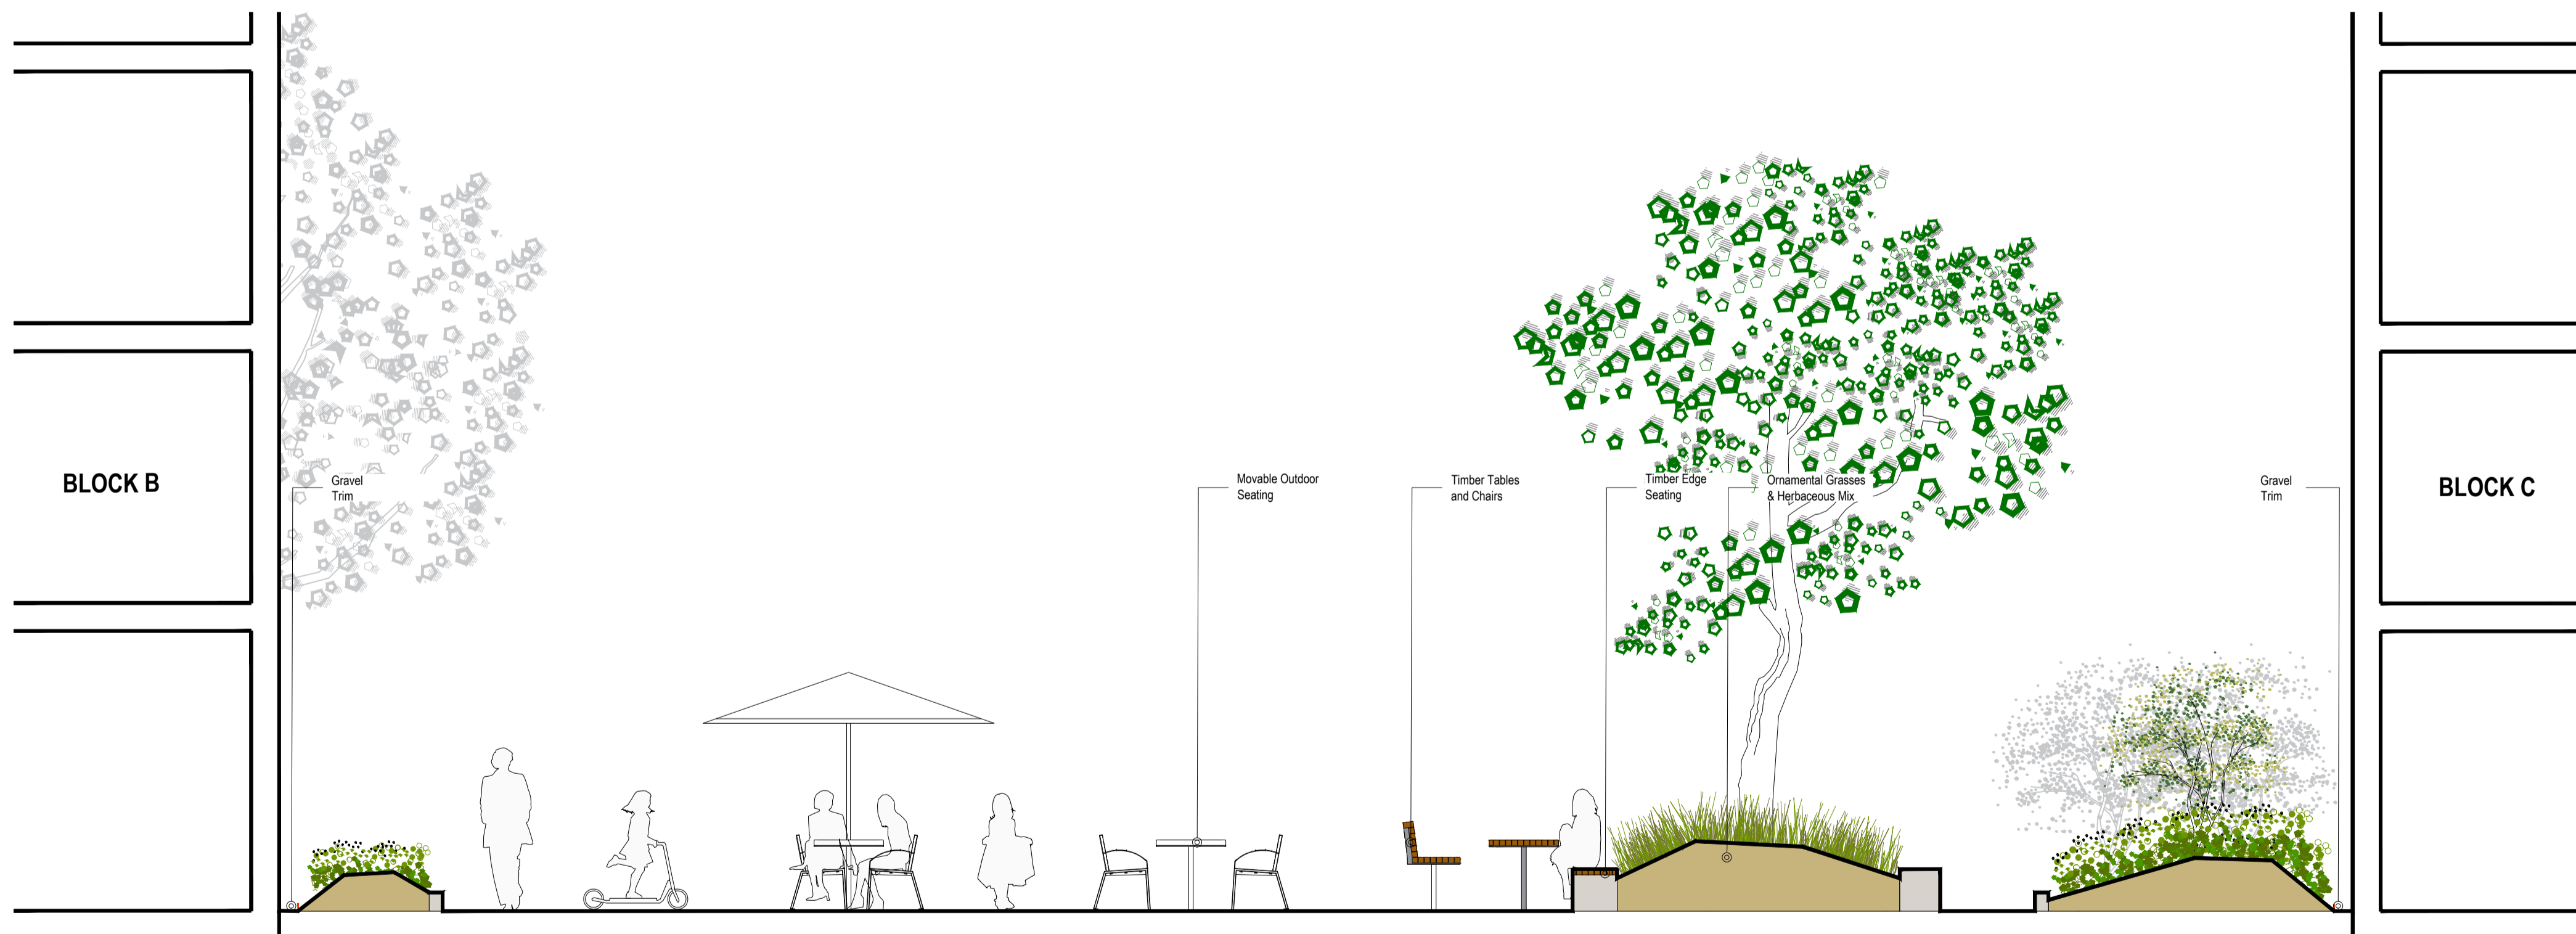 BLOCK B
Gravel
Trim
Movable Outdoor
Seating
Timber Tables
and Chairs
Timber Edge
Seating
Ornamental Grasses
& Herbaceous Mix
Gravel
Trim
BLOCK C